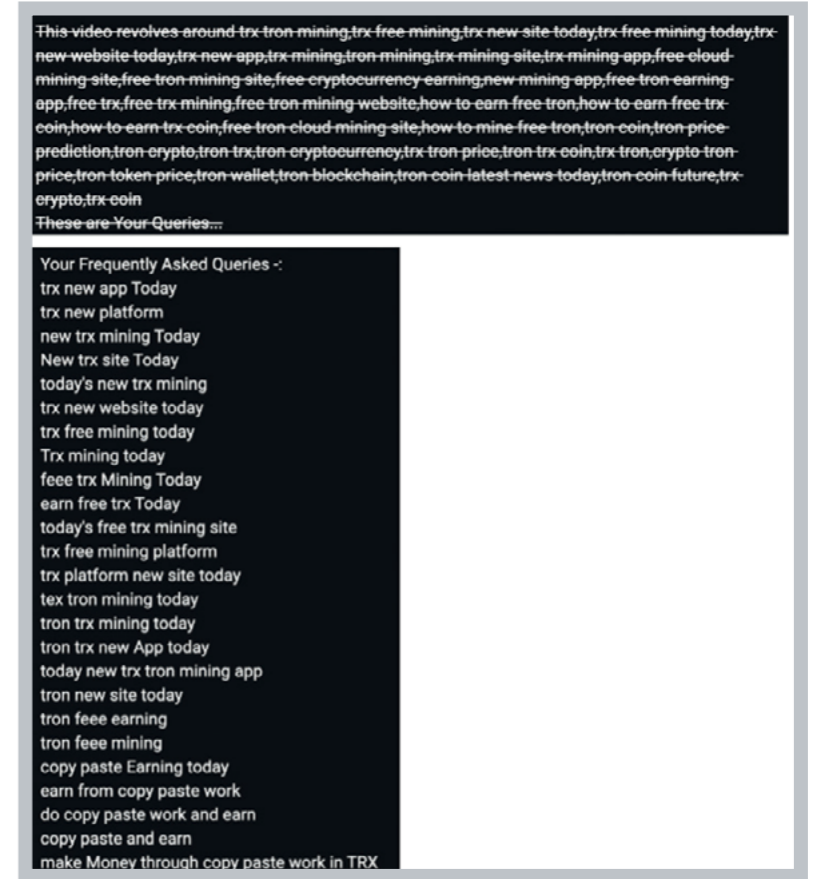 This video revolves around trx tron mining,trx free mining,trx new site today,trx free mining today,trx
new website today,trx new app,trx mining,tron mining,trx mining site,trx mining app,free cloud
mining site,free tron mining site,free cryptocurrency earning,new mining app,free tron earning
app,free trx,free trx mining,free tron mining website,how to earn free tron,how to earn free trx
coin,how to earn trx coin,free tron cloud mining site,how to mine free tron,tron coin,tron price
prediction,tron crypto,tron trx,tron cryptocurrency,trx tron price,tron trx coin,trx tron,crypto tron
price,tron token price,tron wallet,tron blockchain,tron coin latest news today,tron coin future,trx
crypto,trx coin
These are Your Queries...
Your Frequently Asked Queries -:
trx new app Today
trx new platform
new trx mining Today
New trx site Today
today's new trx mining
trx new website today
trx free mining today
Trx mining today
feee trx Mining Today
earn free trx Today
today's free trx mining site
trx free mining platform
trx platform new site today
tex tron mining today
tron trx mining today
tron trx new App today
today new trx tron mining app
tron new site today
tron feee earning
tron feee mining
copy paste Earning today
earn from copy paste work
do copy paste work and earn
copy paste and earn
make Money through copy paste work in TRX